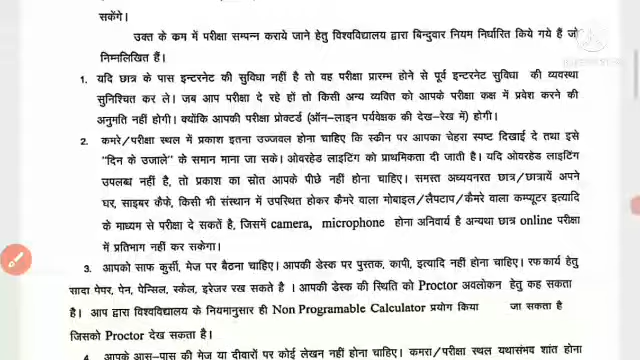 सकेंगे।
उक्त के कम में परीक्षा सम्पन्न कराये जाने हेतु विश्वविद्यालय द्वारा बिन्दुवार नियम निर्धारित किये गये हैं जो
निम्नलिखित हैं।
1. यदि छात्र के पास इन्टरनेट की सुविधा नहीं है तो वह परीक्षा प्रारम्भ होने से पूर्व इन्टरनेट सुविधा की व्यवस्था
सुनिश्चित कर ले। जब आप परीक्षा दे रहे हों तो किसी अन्य व्यक्ति को आपके परीक्षा कक्ष में प्रवेश करने की
अनुमति नहीं होगी। क्योंकि आपकी परीक्षा प्रोक्टर्ड (ऑन-लाइन पर्यवेक्षक की देख-रेख में) होगी।
2. कमरे/परीक्षा स्थल में प्रकाश इतना उज्जवल होना चाहिए कि स्कीन पर आपका चेहरा स्पष्ट दिखाई दे तथा इसे
"दिन के उजाले" के समान माना जा सके। ओवरहेड लाइटिंग को प्राथमिकता दी जाती है। यदि ओवरहेड लाइटिंग
उपलब्ध नहीं है, तो प्रकाश का स्रोत आपके पीछे नहीं होना चाहिए। समस्त अध्ययनरत छात्र/छात्रायें अपने
घर, साइबर कैफे, किसी भी संस्थान में उपस्थित होकर कैमरे वाला मोबाइल/लैपटाप/कैमरे वाला कम्प्यूटर इत्यादि
के माध्यम से परीक्षा दे सकतें है, जिसमें camera, microphone होना अनिवार्य है अन्यथा छात्र online परीक्षा
में प्रतिभाग नहीं कर सकेगा।
3. आपको साफ कुर्सी, मेज पर बैठना चाहिए। आपकी डेस्क पर पुस्तक, कापी, इत्यादि नहीं होना चाहिए। रफ कार्य हेतु
सादा पेपर, पेन, पेन्सिल, स्केल, इरेजर रख सकते है । आपकी डेस्क की स्थिति को Proctor अवलोकन हेतु कह सकता
है। आप द्वारा विश्वविद्यालय के नियमानुसार ही Non Programable Calculator प्रयोग किया जा सकता है
जिसको Proctor देख सकता है।
4. आपके आस-पास की मेज या दीवारों पर कोई लेखन नहीं होना चाहिए। कमरा/परीक्षा स्थल यथासंभव शांत होना